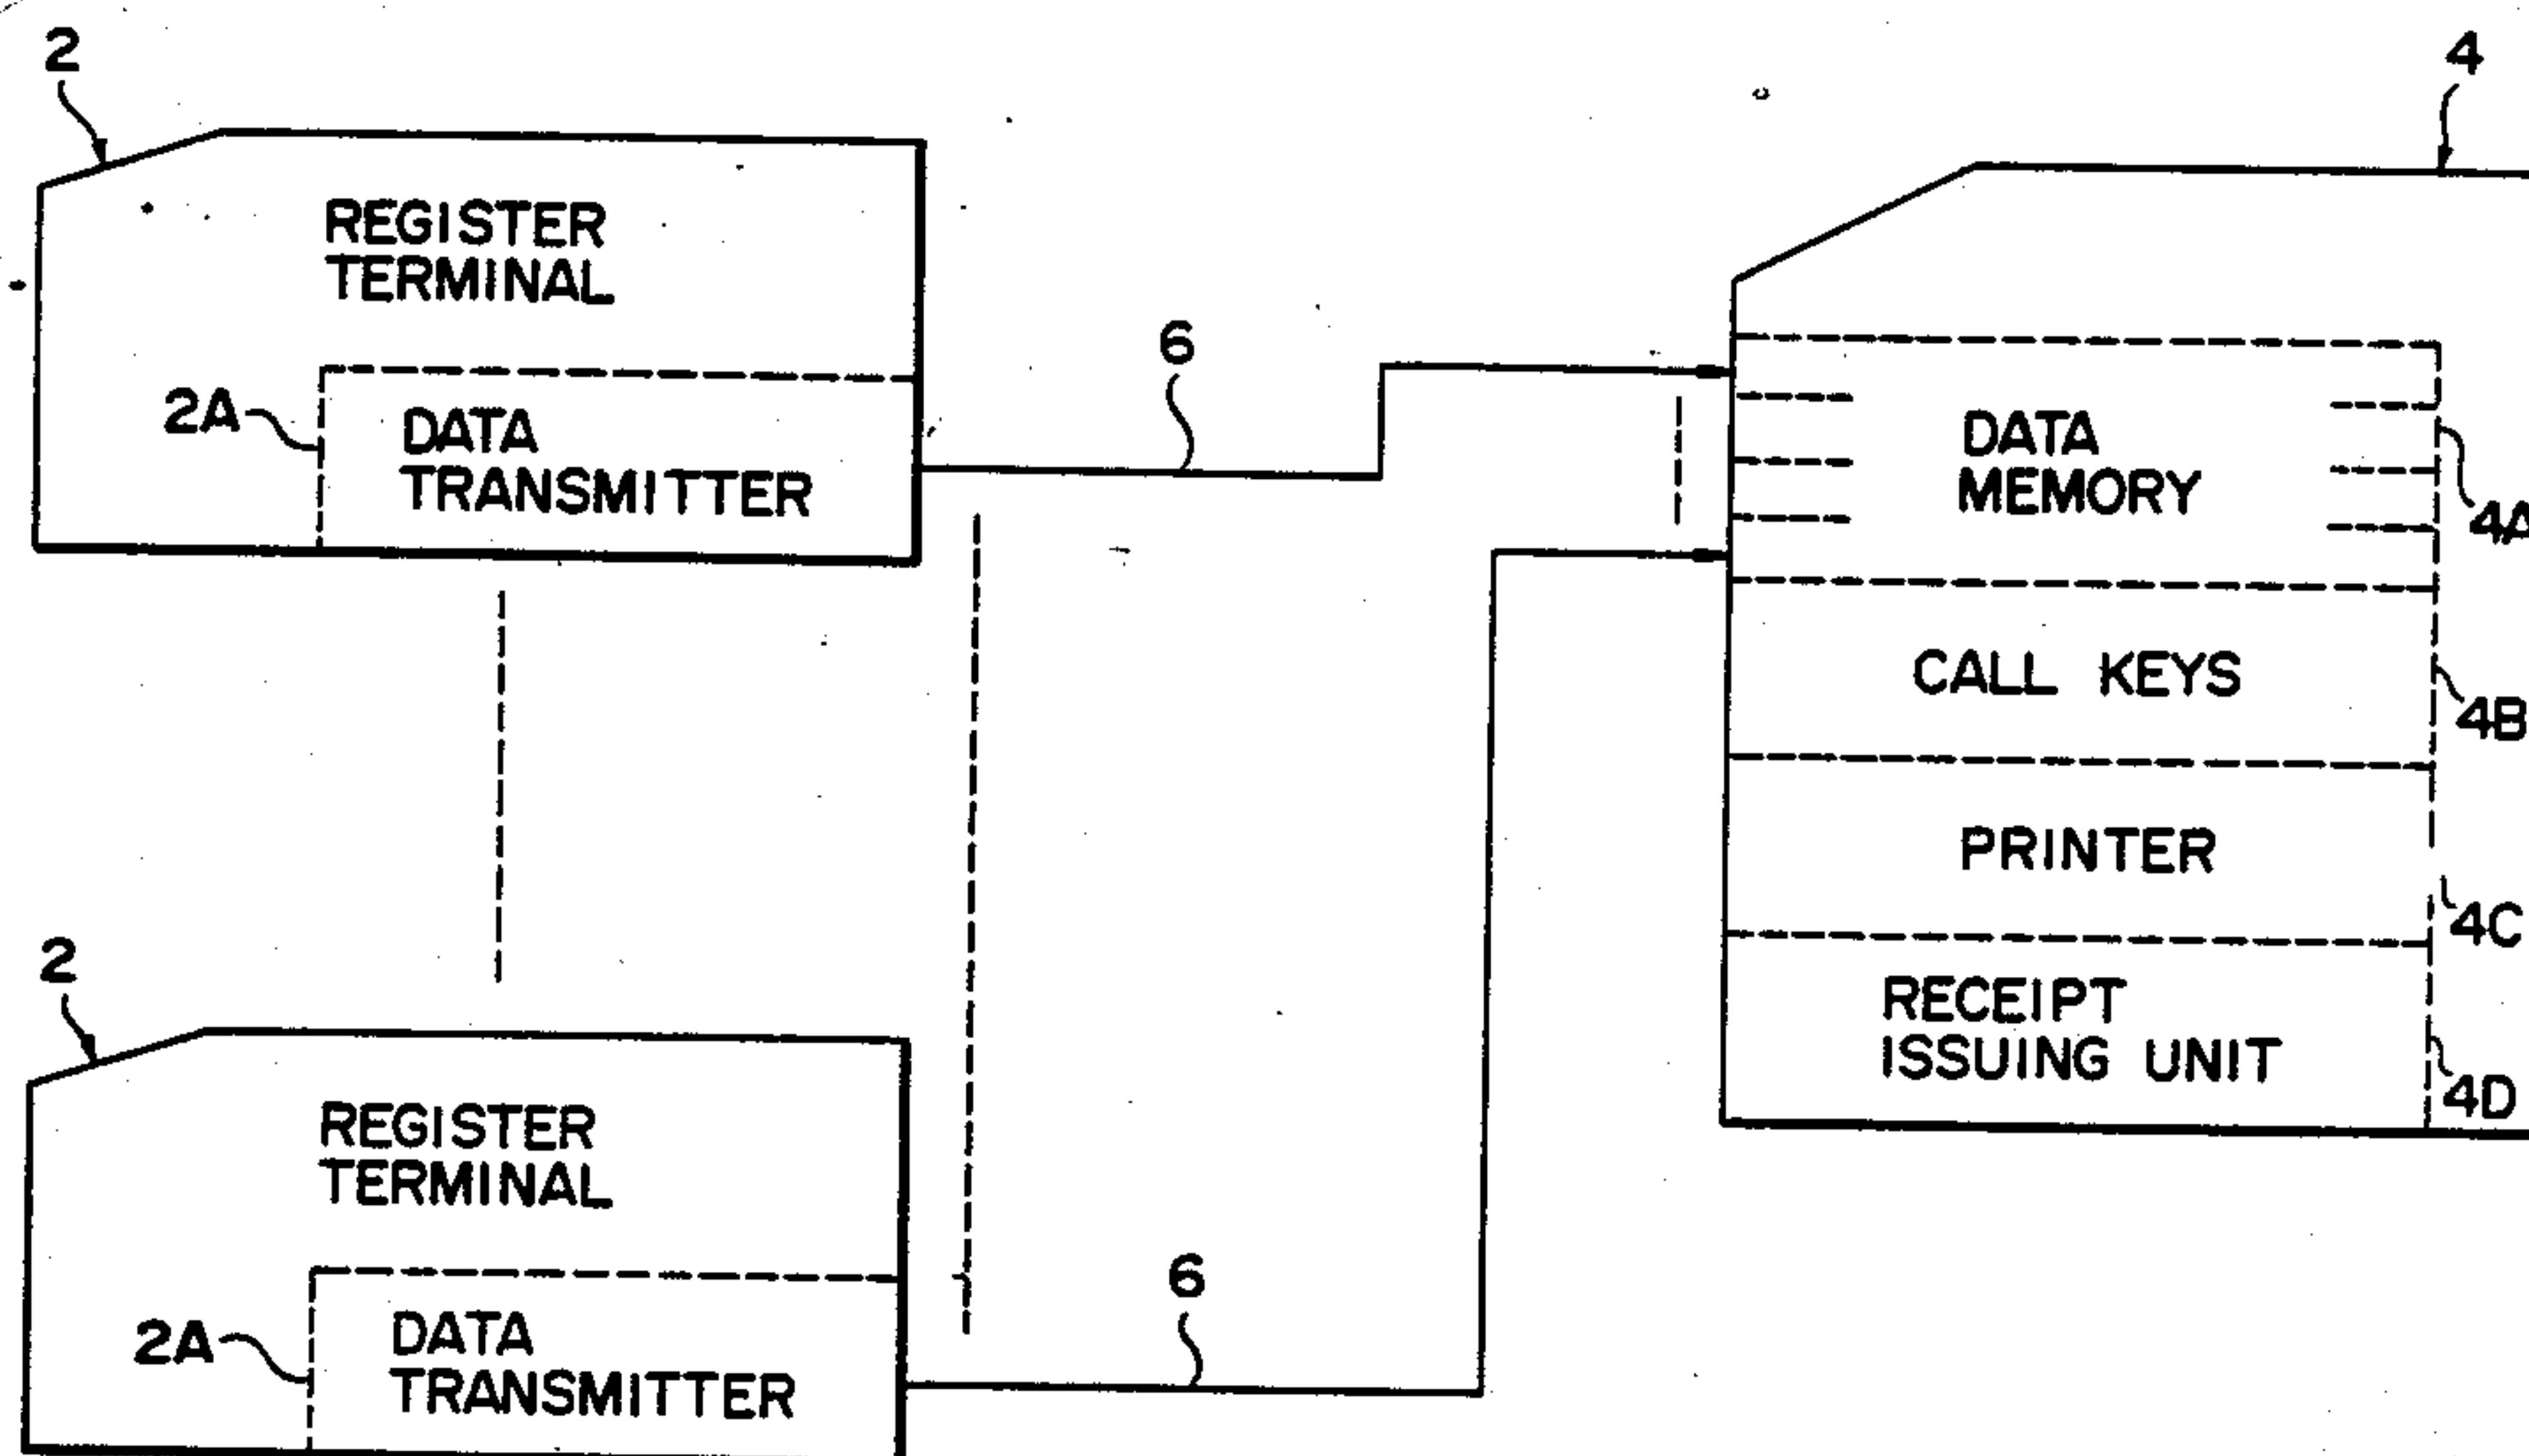 2
REGISTER
TERMINAL
2A
DATA
TRANSMITTER
6
4
DATA
MEMORY
4A
CALL KEYS
4B
PRINTER
4C
RECEIPT
ISSUING UNIT
4D
2
REGISTER
TERMINAL
2A
DATA
TRANSMITTER
6